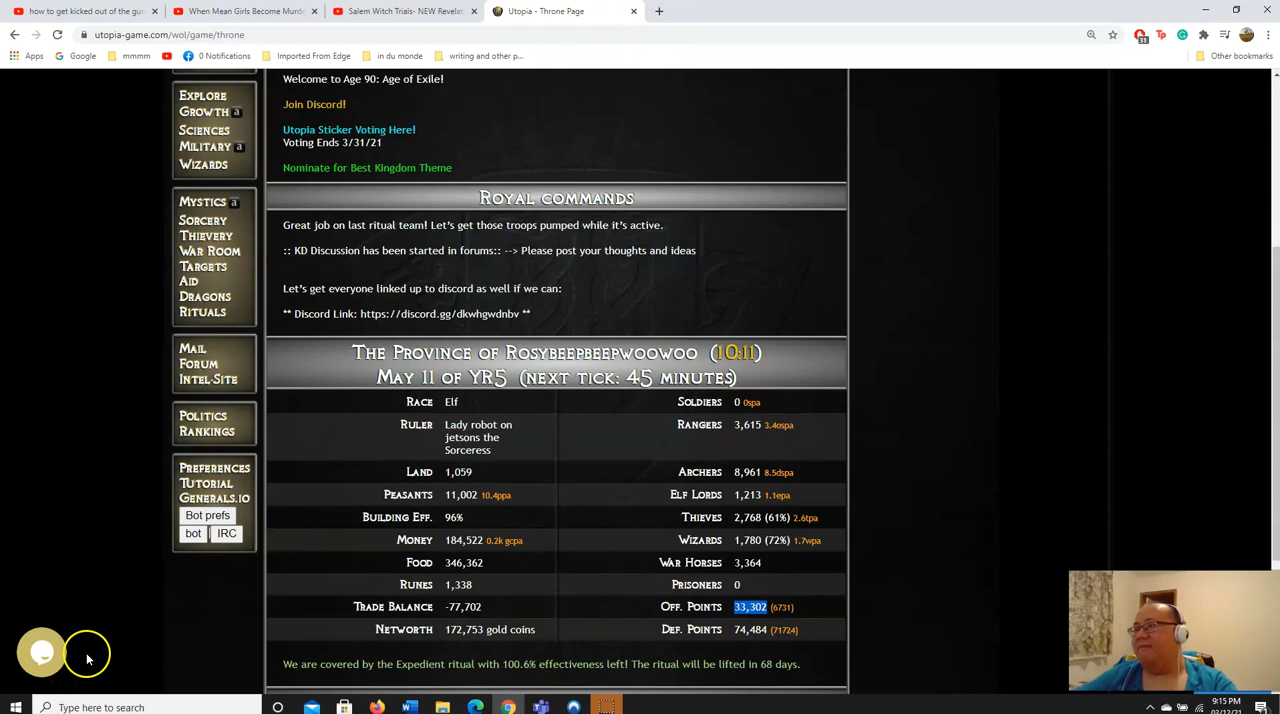 how to get kicked out of the gur
When Mean Girls Become Murd
Salem Witch Trials- NEW Revelat
Utopia - Throne Page
utopia-game.com/wol/game/throne
31
Apps
Google
mmmm
0 Notifications
Imported From Edge
in du monde
writing and other p...
Other bookmarks
Welcome to Age 90: Age of Exile!
Join Discord!
Utopia Sticker Voting Here!
Voting Ends 3/31/21
Nominate for Best Kingdom Theme
Explore
Growth a
Sciences
Military a
Wizards
Mystics a
Sorcery
Thievery
War Room
Targets
Aid
Dragons
Rituals
Mail
Forum
Intel-Site
Politics
Rankings
Preferences
Tutorial
Generals.io
Bot prefs
bot IRC
Royal commands
Great job on last ritual team! Let's get those troops pumped while it's active.
:: KD Discussion has been started in forums:: --> Please post your thoughts and ideas
Let's get everyone linked up to discord as well if we can:
** Discord Link: https://discord.gg/dkwhgwdnbv **
The Province of Rosybeepbeepwoowoo (10:11)
May 11 of YR5 (next tick: 45 minutes)
Race Elf Soldiers 0 0spa
Ruler Lady robot on jetsons the Sorceress Rangers 3,615 3.4ospa
Land 1,059 Archers 8,961 8.5dspa
Peasants 11,002 10.4ppa Elf Lords 1,213 1.1epa
Building Eff. 96% Thieves 2,768 (61%) 2.6tpa
Money 184,522 0.2k gcpa Wizards 1,780 (72%) 1.7wpa
Food 346,362 War Horses 3,364
Runes 1,338 Prisoners 0
Trade Balance -77,702 Off. Points 33,302 (6731)
Networth 172,753 gold coins Def. Points 74,484 (71724)
We are covered by the Expedient ritual with 100.6% effectiveness left! The ritual will be lifted in 68 days.
Type here to search
9:15 PM
03/12/21